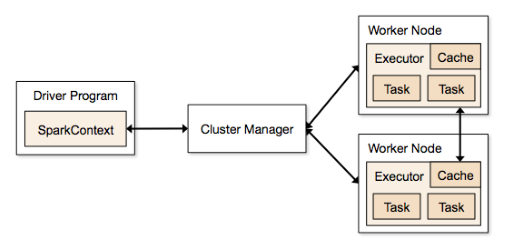 Driver Program
SparkContext
Cluster Manager
Worker Node
Executor
Cache
Task
Task
Worker Node
Executor
Cache
Task
Task